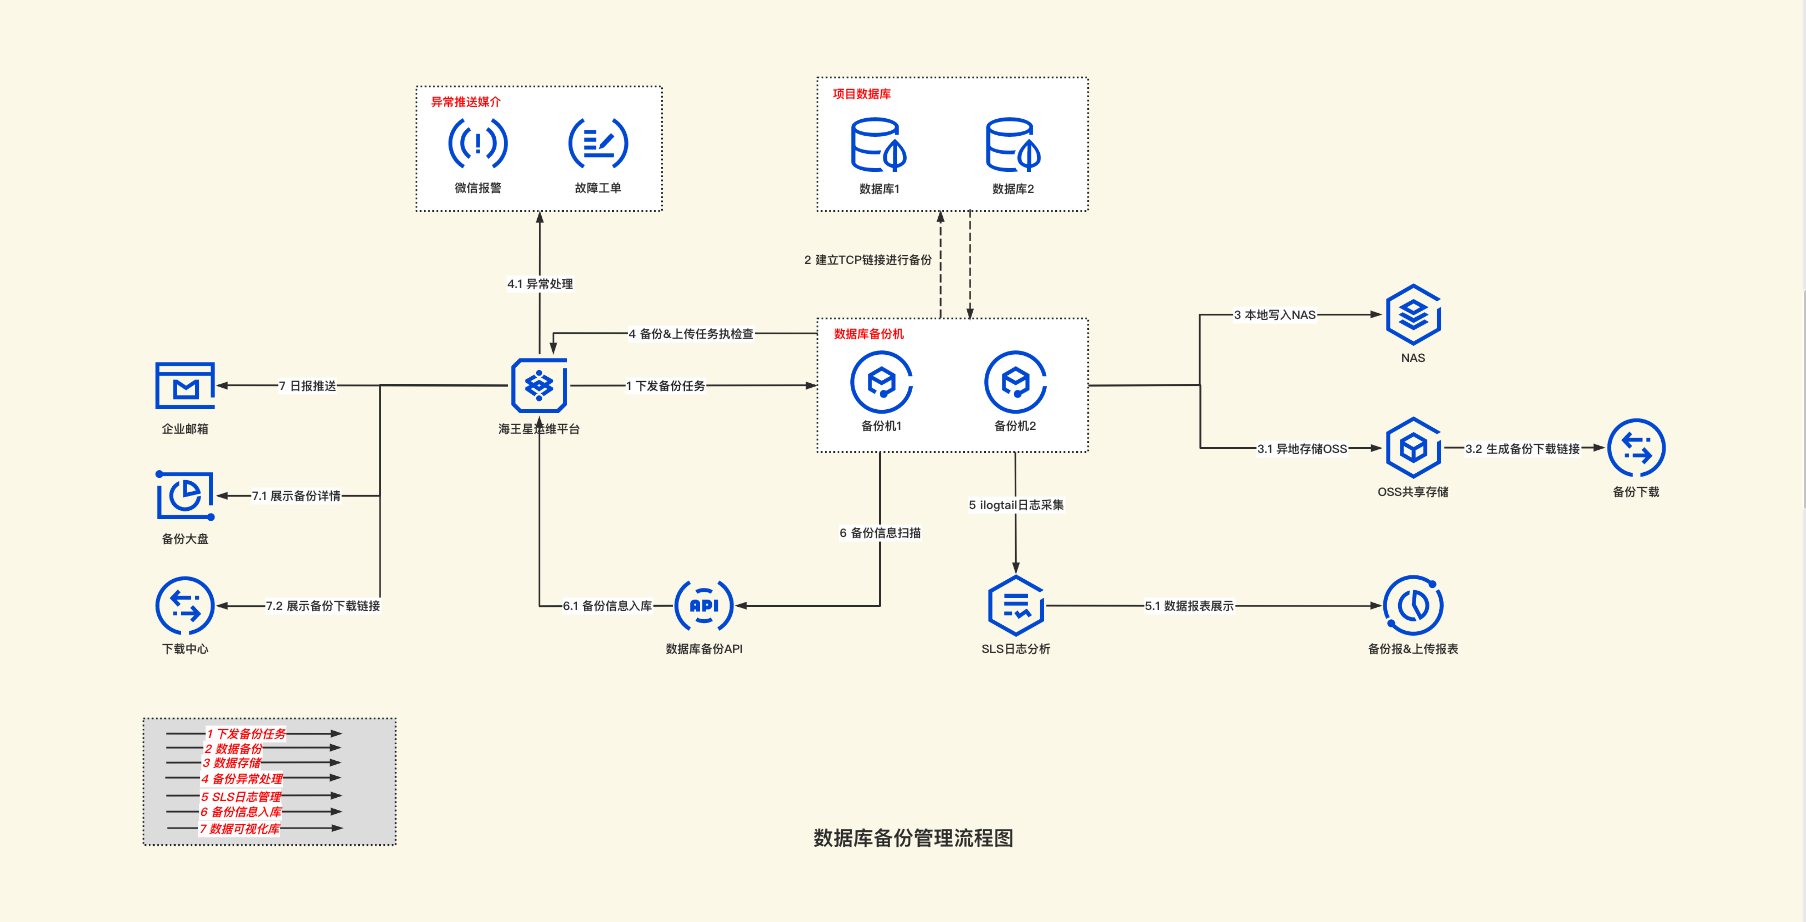 异常推送媒介
微信报警
故障工单
项目数据库
数据库1
数据库2
2 建立TCP链接进行备份
4.1 异常处理
4 备份&上传任务执检查
数据库备份机
备份机1
备份机2
3 本地写入NAS
NAS
7 日报推送
1 下发备份任务
企业邮箱
海王星运维平台
3.1 异地存储OSS
3.2 生成备份下载链接
OSS共享存储
备份下载
7.1 展示备份详情
备份大盘
5 ilogtail日志采集
6 备份信息扫描
7.2 展示备份下载链接
6.1 备份信息入库
5.1 数据报表展示
下载中心
数据库备份API
SLS日志分析
备份报&上传报表
1 下发备份任务
2 数据备份
3 数据存储
4 备份异常处理
5 SLS日志管理
6 备份信息入库
7 数据可视化库
数据库备份管理流程图
API